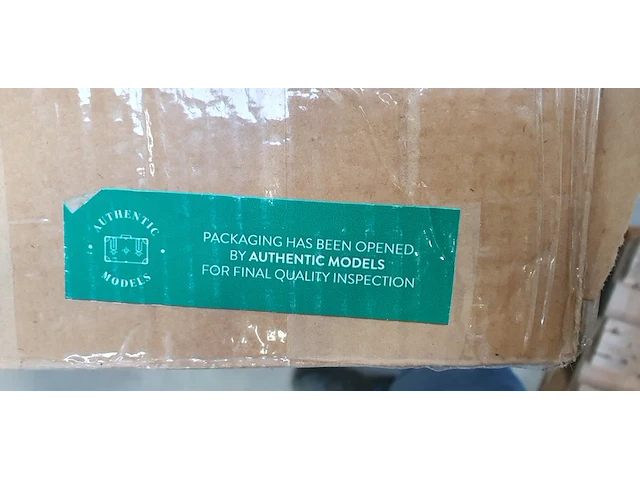 AUTHENTIC
MODELS
PACKAGING HAS BEEN OPENED
BY AUTHENTIC MODELS
FOR FINAL QUALITY INSPECTION